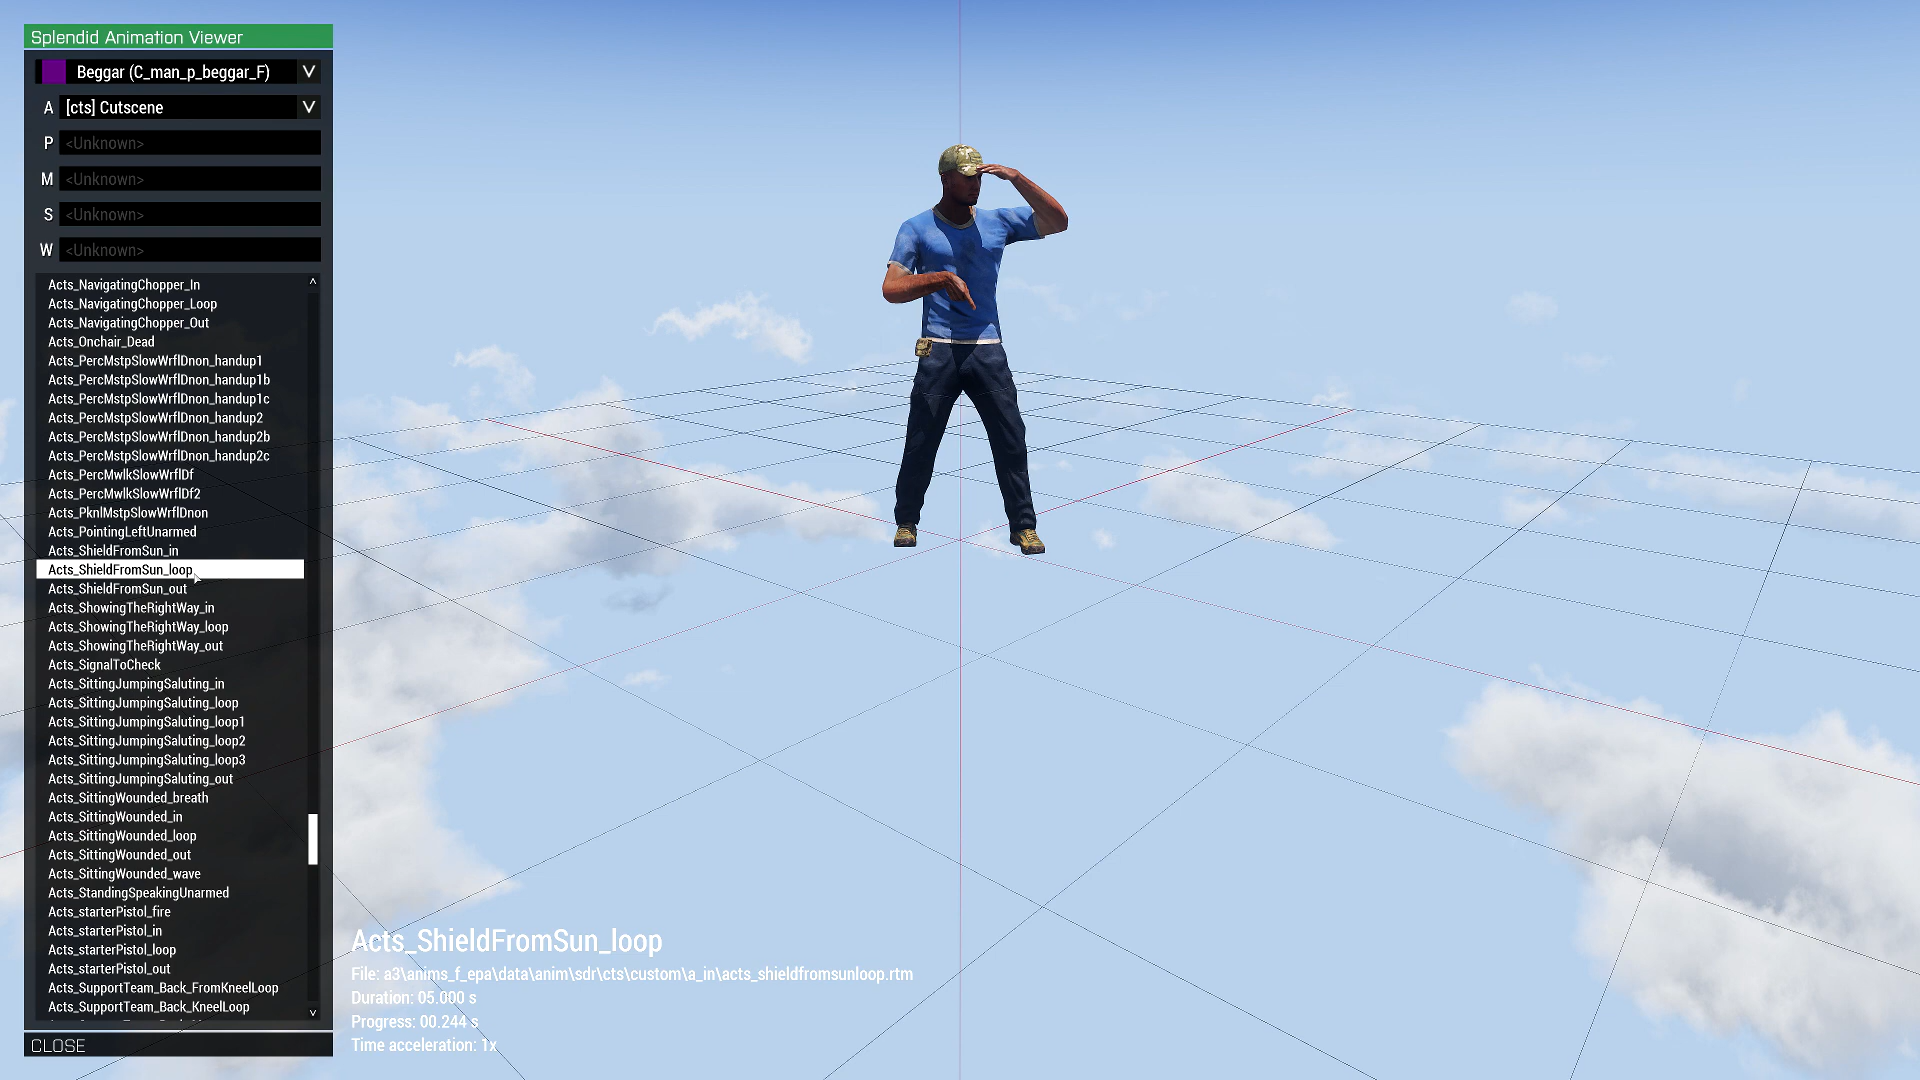 Splendid Animation Viewer
Beggar (C_man_p_beggar_F)
A [cts] Cutscene
P <Unknown>
M <Unknown>
S <Unknown>
W <Unknown>
Acts_NavigatingChopper_In
Acts_NavigatingChopper_Loop
Acts_NavigatingChopper_Out
Acts_Onchair_Dead
Acts_PercMstpSlowWrflDnon_handup1
Acts_PercMstpSlowWrflDnon_handup1b
Acts_PercMstpSlowWrflDnon_handup1c
Acts_PercMstpSlowWrflDnon_handup2
Acts_PercMstpSlowWrflDnon_handup2b
Acts_PercMstpSlowWrflDnon_handup2c
Acts_PercMwlkSlowWrflDf
Acts_PercMwlkSlowWrflDf2
Acts_PknlMstpSlowWrflDnon
Acts_PointingLeftUnarmed
Acts_ShieldFromSun_in
Acts_ShieldFromSun_loop
Acts_ShieldFromSun_out
Acts_ShowingTheRightWay_in
Acts_ShowingTheRightWay_loop
Acts_ShowingTheRightWay_out
Acts_SignalToCheck
Acts_SittingJumpingSaluting_in
Acts_SittingJumpingSaluting_loop
Acts_SittingJumpingSaluting_loop1
Acts_SittingJumpingSaluting_loop2
Acts_SittingJumpingSaluting_loop3
Acts_SittingJumpingSaluting_out
Acts_SittingWounded_breath
Acts_SittingWounded_in
Acts_SittingWounded_loop
Acts_SittingWounded_out
Acts_SittingWounded_wave
Acts_StandingSpeakingUnarmed
Acts_starterPistol_fire
Acts_starterPistol_in
Acts_starterPistol_loop
Acts_starterPistol_out
Acts_SupportTeam_Back_FromKneelLoop
Acts_SupportTeam_Back_KneelLoop
CLOSE
Acts_ShieldFromSun_loop
File: a3\anims_f_epa\data\anim\sdr\cts\custom\a_in\acts_shieldfromsunloop.rtm
Duration: 05.000 s
Progress: 00.244 s
Time acceleration: 1x